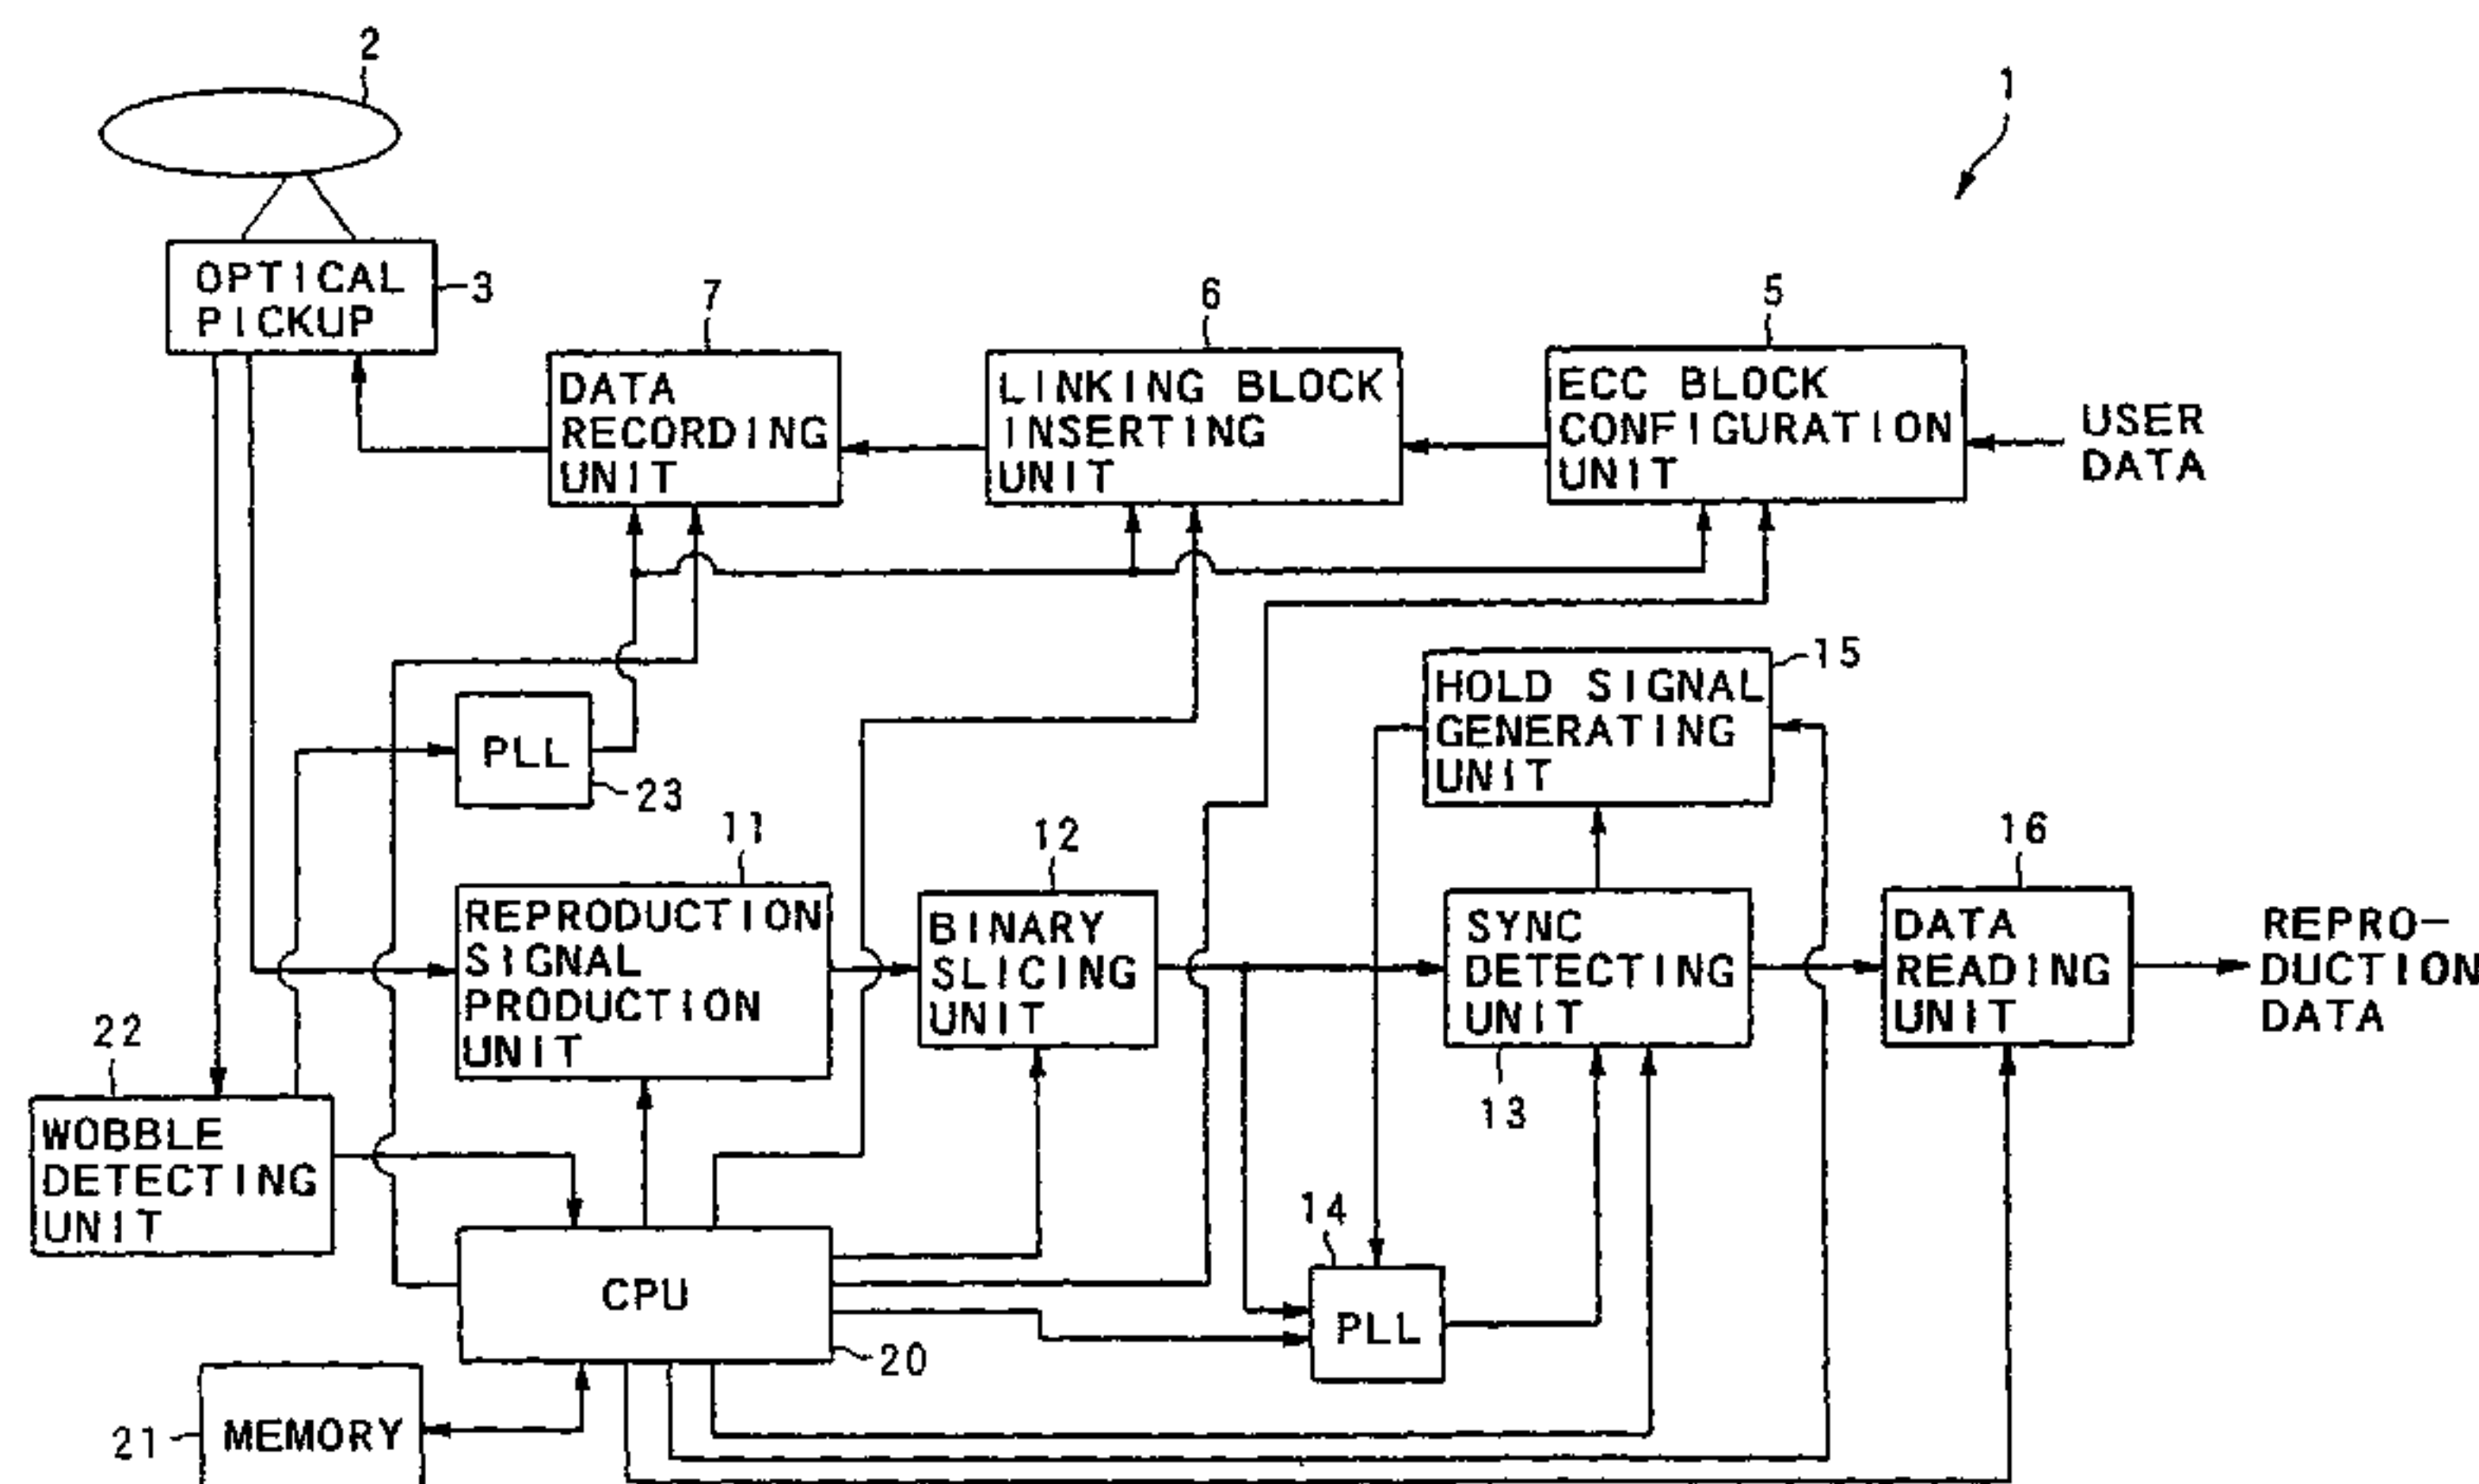 2
1
OPTICAL
PICKUP
3
7
DATA
RECORDING
UNIT
6
LINKING BLOCK
INSERTING
UNIT
5
ECC BLOCK
CONFIGURATION
UNIT
USER
DATA
PLL
23
15
HOLD SIGNAL
GENERATING
UNIT
11
REPRODUCTION
SIGNAL
PRODUCTION
UNIT
12
BINARY
SLICING
UNIT
SYNC
DETECTING
UNIT
13
16
DATA
READING
UNIT
REPRO-
DUCTION
DATA
22
WOBBLE
DETECTING
UNIT
CPU
20
14
PLL
21
MEMORY